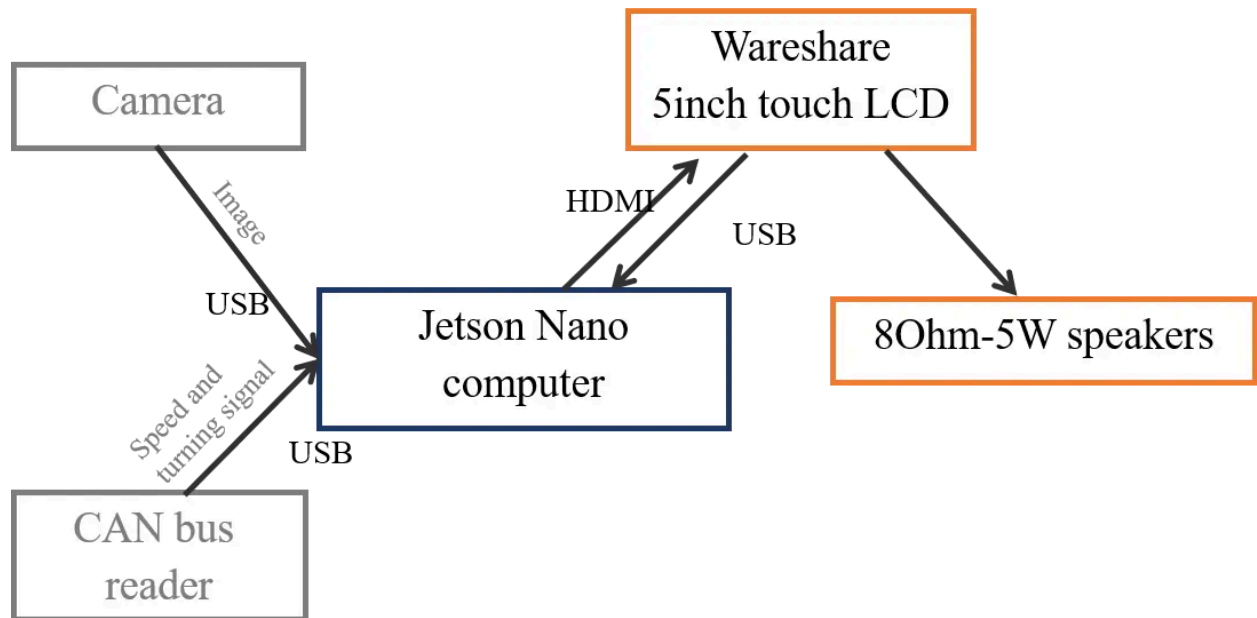 Wareshare
5inch touch LCD
Camera
Image
HDMI
USB
USB
Jetson Nano
computer
8Ohm-5W speakers
Speed and
turning signal
USB
CAN bus
reader